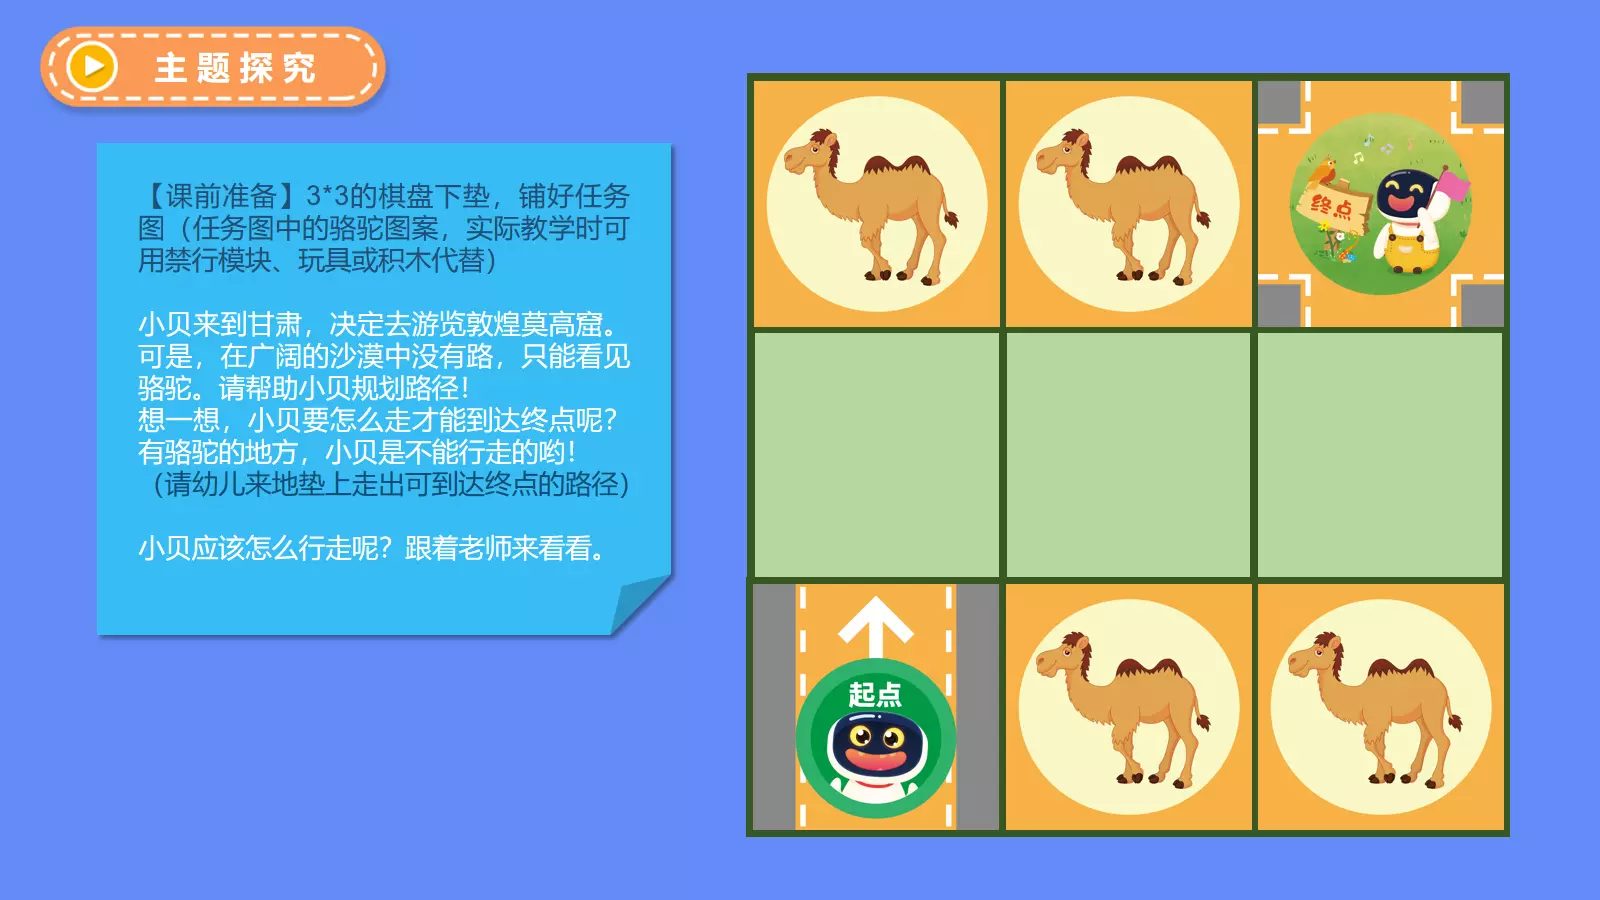 主题探究
【课前准备】3*3的棋盘下垫，铺好任务
图（任务图中的骆驼图案，实际教学时可
用禁行模块、玩具或积木代替）
小贝来到甘肃，决定去游览敦煌莫高窟。
可是，在广阔的沙漠中没有路，只能看见
骆驼。请帮助小贝规划路径！
想一想，小贝要怎么走才能到达终点呢？
有骆驼的地方，小贝是不能行走的哟！
（请幼儿来地垫上走出可到达终点的路径）
小贝应该怎么行走呢？跟着老师来看看。
终点
起点